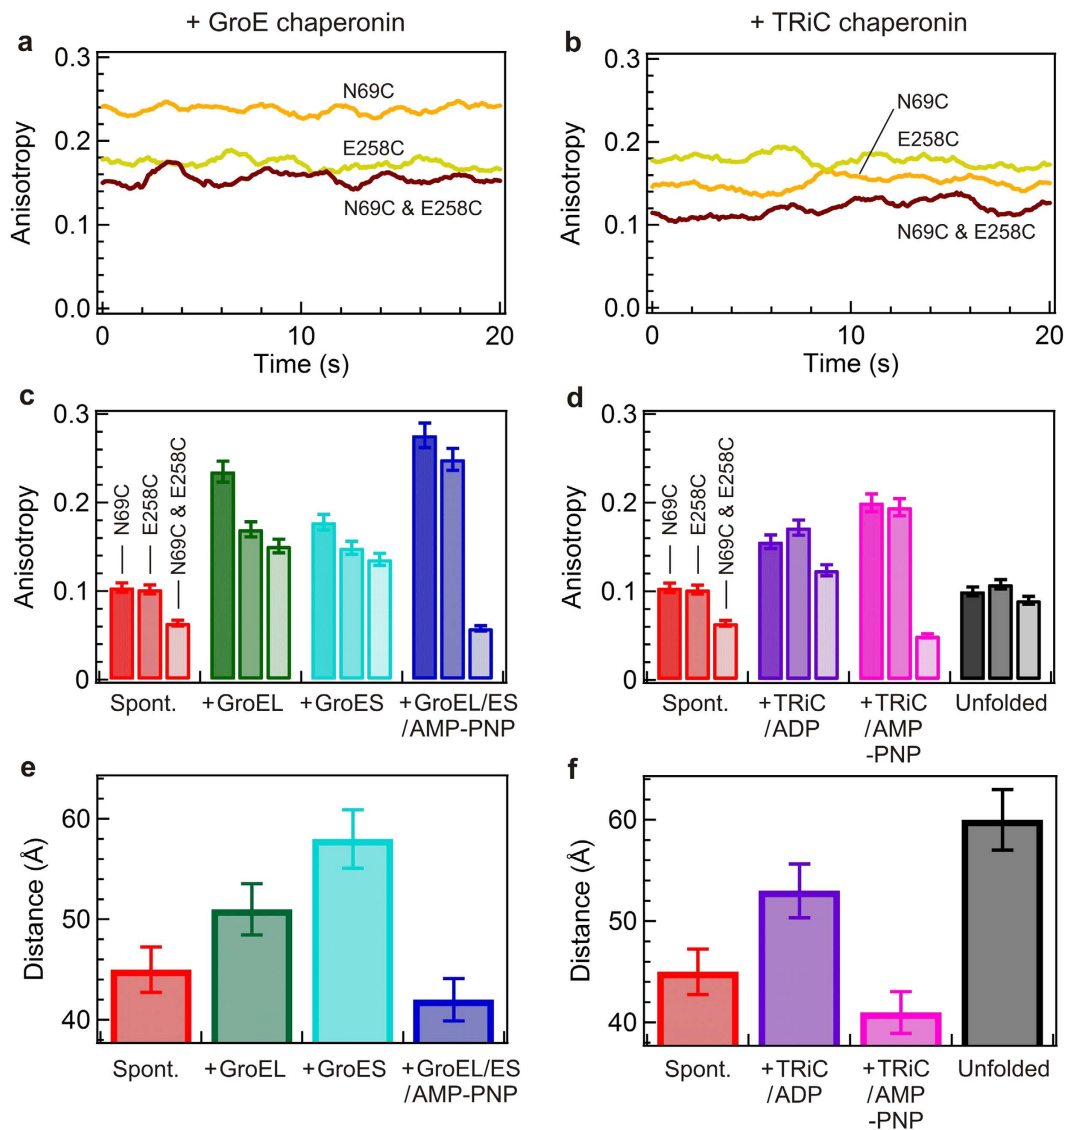 + GroE chaperonin
+ TRiC chaperonin
a
0.3
0.2
0.1
0.0
Anisotropy
N69C
E258C
N69C & E258C
0
10
20
Time (s)
b
0.3
0.2
0.1
0.0
Anisotropy
N69C
E258C
N69C & E258C
0
10
20
Time (s)
c
0.3
0.2
0.1
0
Anisotropy
N69C
E258C
N69C & E258C
Spont.
+GroEL
+GroES
+GroEL/ES
/AMP-PNP
d
0.3
0.2
0.1
0
Anisotropy
N69C
E258C
N69C & E258C
Spont.
+TRiC
/ADP
+TRiC
/AMP
-PNP
Unfolded
e
60
50
40
Distance (Å)
Spont.
+GroEL
+GroES
+GroEL/ES
/AMP-PNP
f
60
50
40
Distance (Å)
Spont.
+TRiC
/ADP
+TRiC
/AMP
-PNP
Unfolded